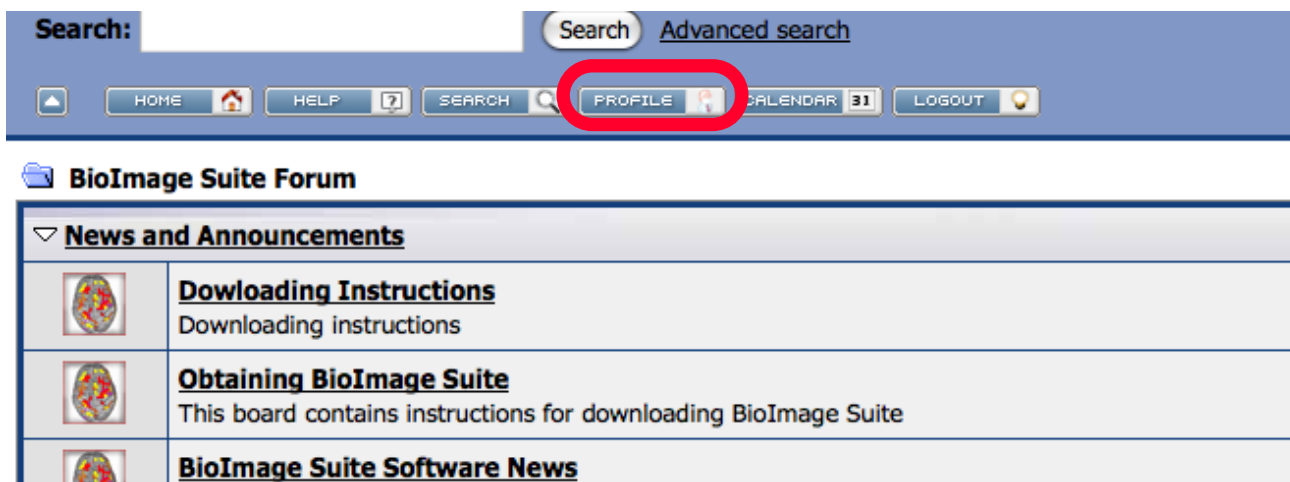 Search: Search Advanced search
HOME HELP ? SEARCH PROFILE CALENDAR 31 LOGOUT
BioImage Suite Forum
News and Announcements
Dowloading Instructions
Downloading instructions
Obtaining BioImage Suite
This board contains instructions for downloading BioImage Suite
BioImage Suite Software News